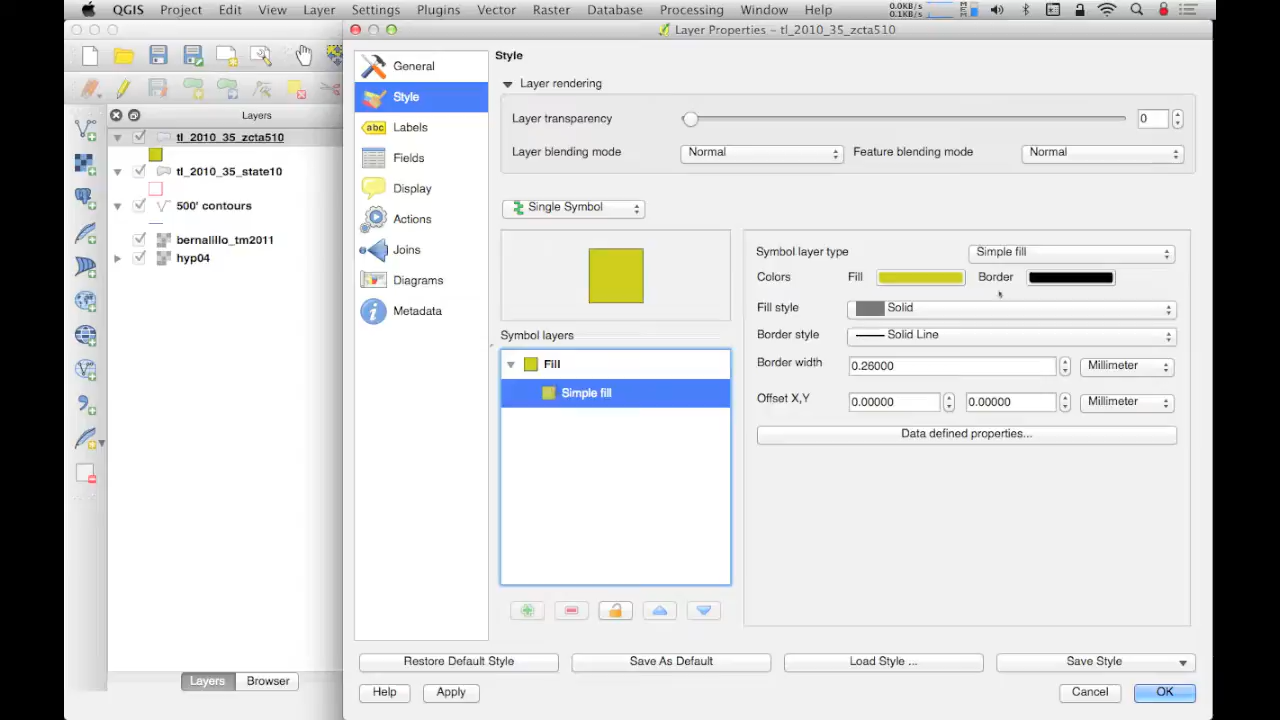 QGIS Project Edit View Layer Settings Plugins Vector Raster Database Processing Window Help 0.0KB/s
0.1KB/s
Layer Properties – tl_2010_35_zcta510
Layers
tl_2010_35_zcta510
tl_2010_35_state10
500' contours
bernalillo_tm2011
hyp04
Layers Browser
General
Style
abc Labels
Fields
Display
Actions
Joins
Diagrams
Metadata
Style
Layer rendering
Layer transparency 0
Layer blending mode Normal Feature blending mode Normal
Single Symbol
Symbol layers
Fill
Simple fill
Symbol layer type Simple fill
Colors Fill Border
Fill style Solid
Border style Solid Line
Border width 0.26000 Millimeter
Offset X,Y 0.00000 0.00000 Millimeter
Data defined properties...
Restore Default Style Save As Default Load Style ... Save Style
Help Apply Cancel OK